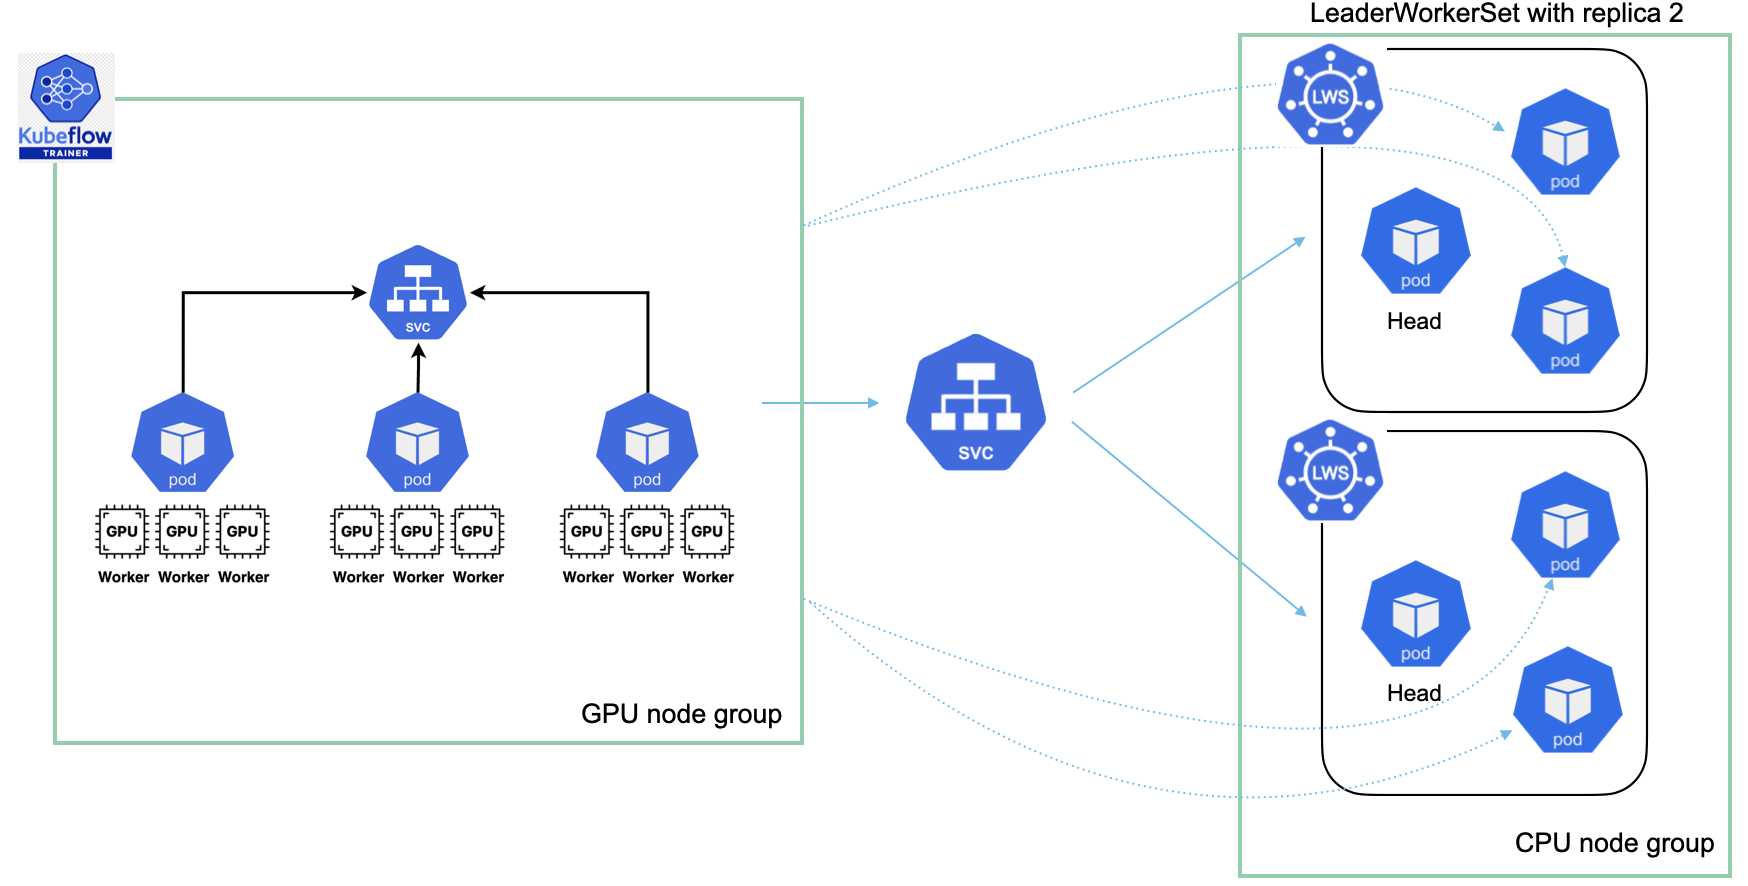 LeaderWorkerSet with replica 2
Kubeflow
TRAINER
LWS
pod
pod
Head
pod
SVC
SVC
pod
pod
pod
GPU GPU GPU
GPU GPU GPU
GPU GPU GPU
Worker Worker Worker
Worker Worker Worker
Worker Worker Worker
GPU node group
LWS
pod
pod
Head
pod
CPU node group